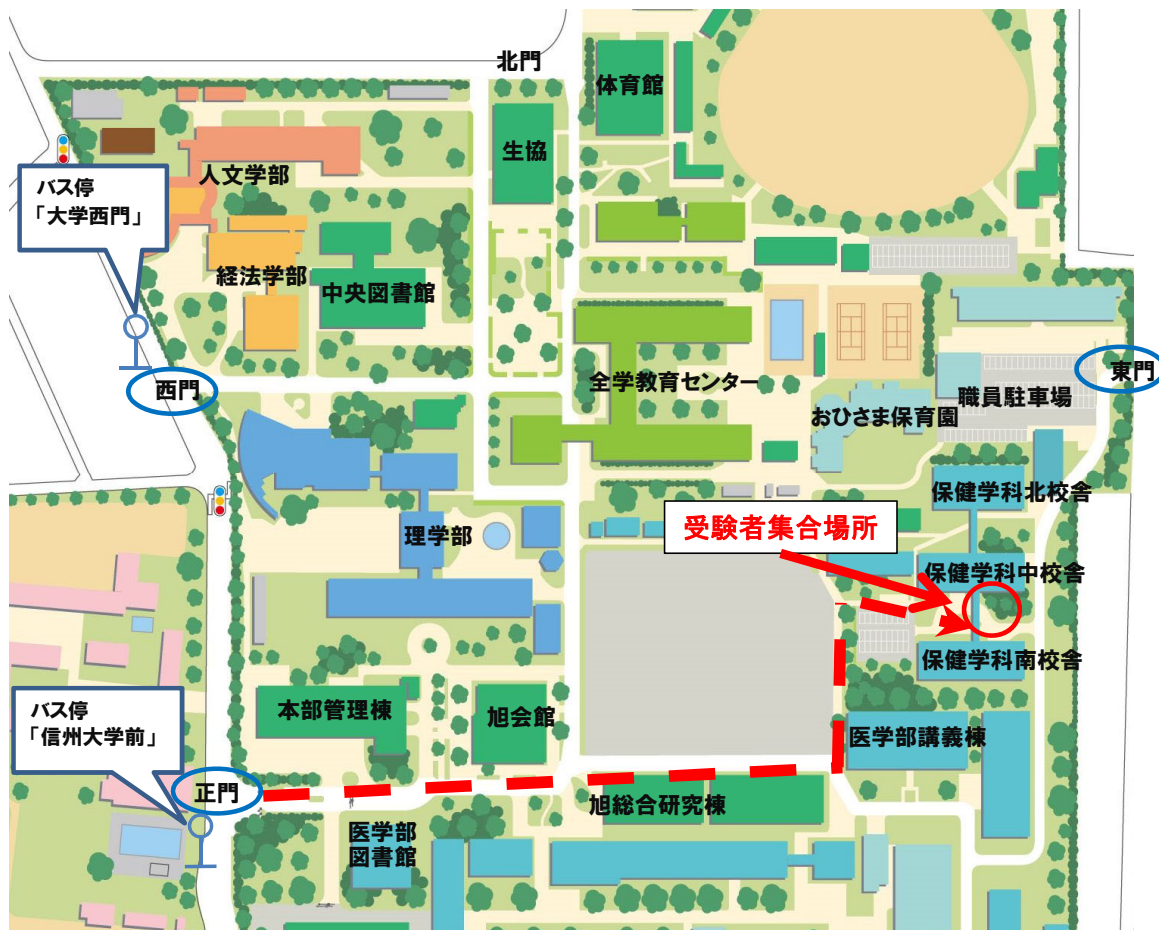 北門
体育館
生協
人文学部
バス停
「大学西門」
経法学部
中央図書館
西門
全学教育センター
東門
職員駐車場
おひさま保育園
保健学科北校舎
受験者集合場所
理学部
保健学科中校舎
保健学科南校舎
バス停
「信州大学前」
本部管理棟
旭会館
医学部講義棟
正門
旭総合研究棟
医学部
図書館